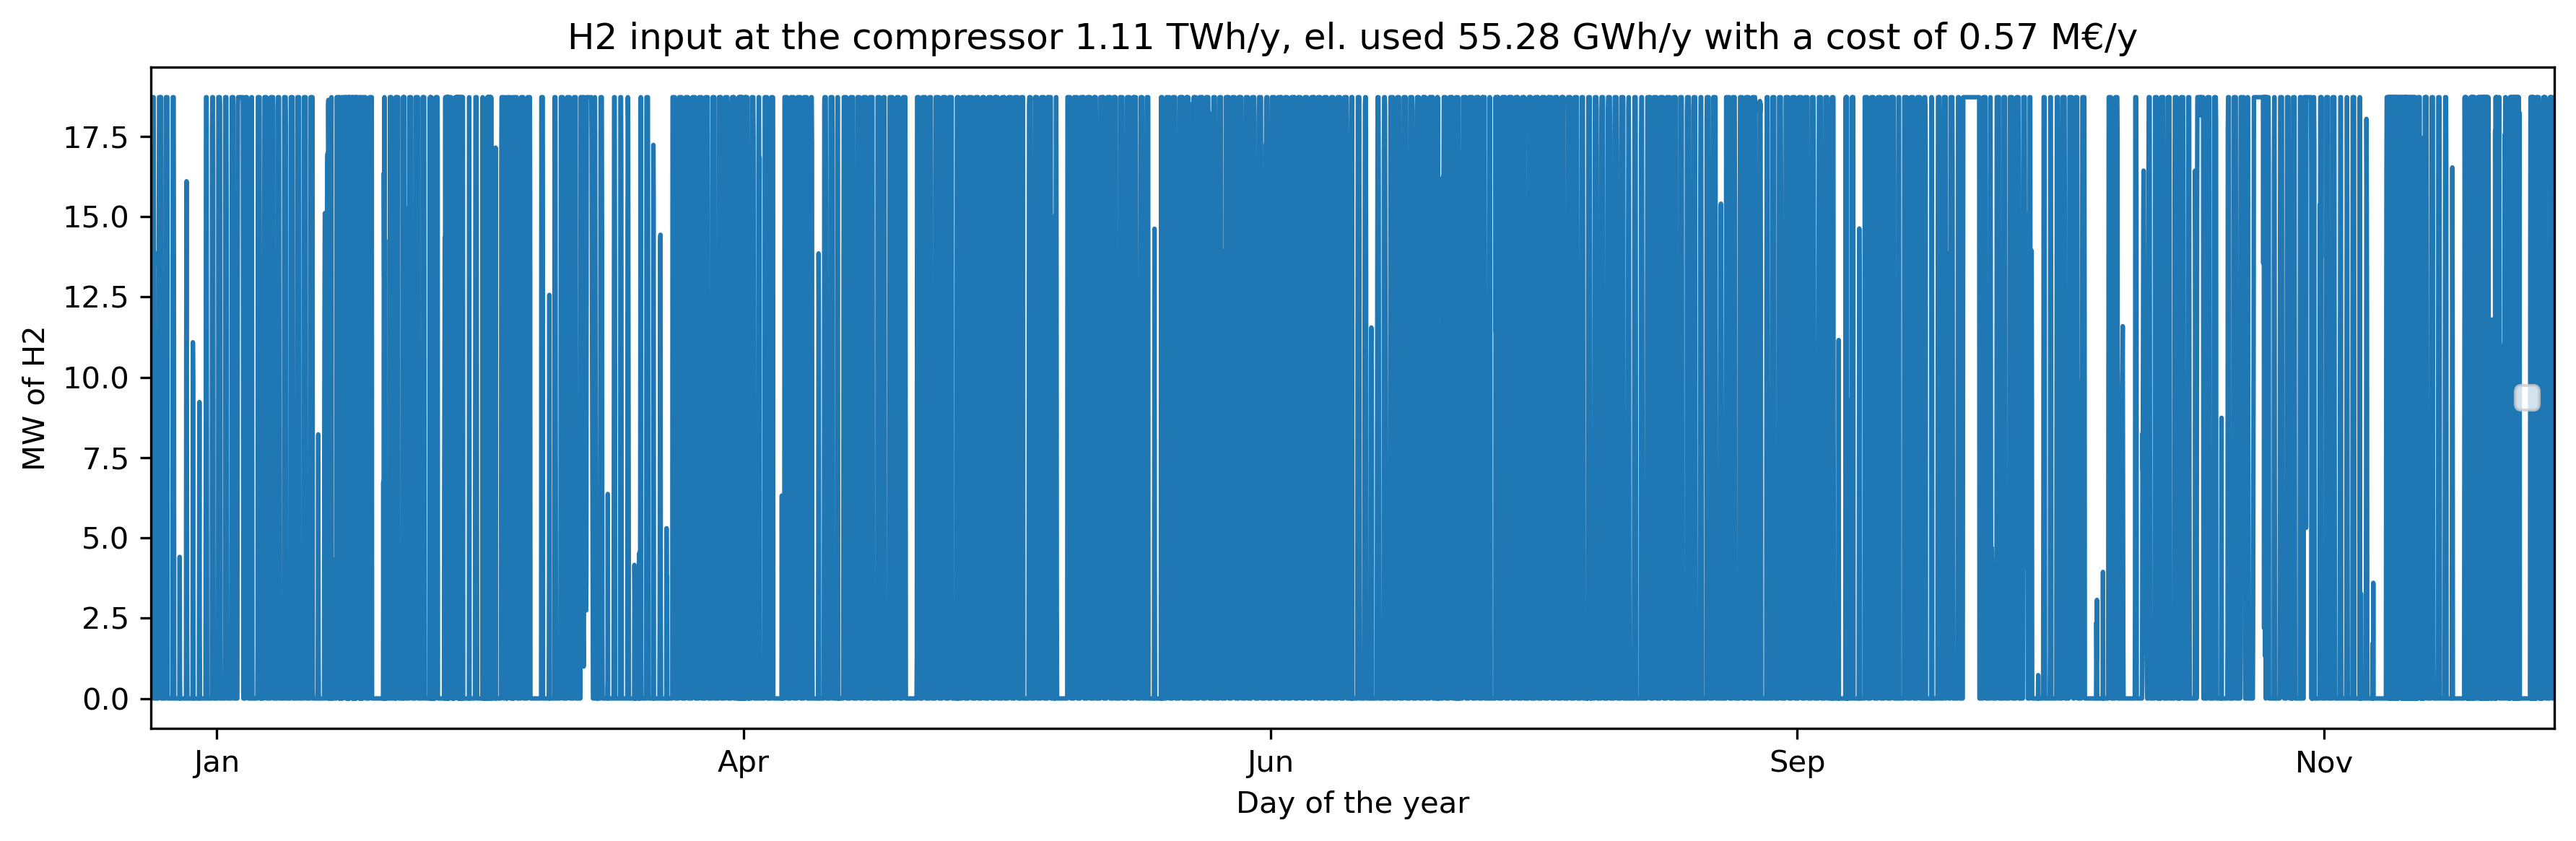 H2 input at the compressor 1.11 TWh/y, el. used 55.28 GWh/y with a cost of 0.57 M€/y
MW of H2
17.5
15.0
12.5
10.0
7.5
5.0
2.5
0.0
Jan
Apr
Jun
Sep
Nov
Day of the year